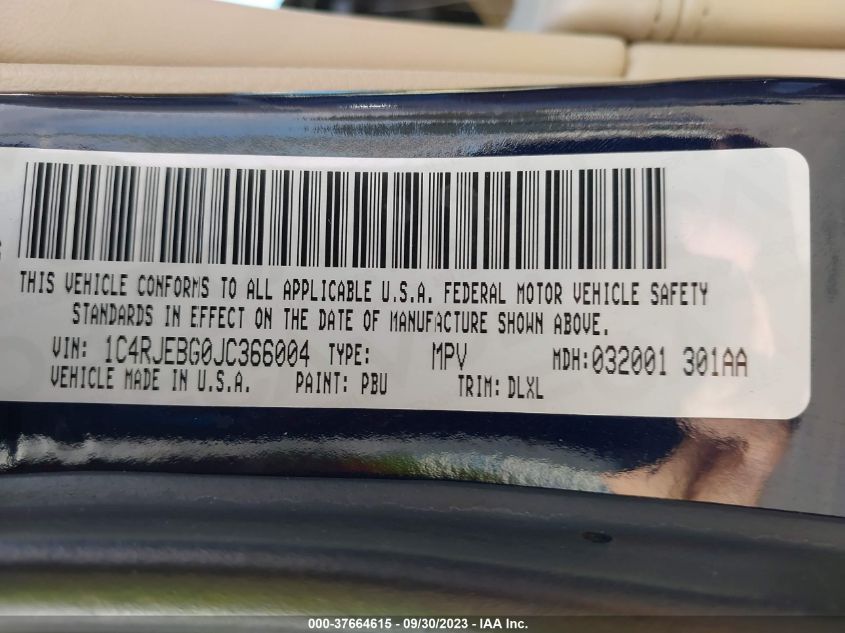 THIS VEHICLE CONFORMS TO ALL APPLICABLE U.S.A. FEDERAL MOTOR VEHICLE SAFETY
STANDARDS IN EFFECT ON THE DATE OF MANUFACTURE SHOWN ABOVE.
VIN: 1C4RJEBG0JC366004 TYPE: MPV MDH:032001 301AA
VEHICLE MADE IN U.S.A. PAINT: PBU TRIM: DLXL
000-37664615 - 09/30/2023 - IAA Inc.